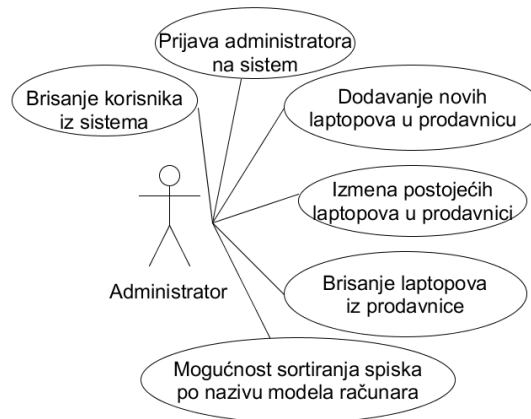 Prijava administratora
na sistem
Brisanje korisnika
iz sistema
Dodavanje novih
laptopova u prodavnicu
Izmena postojećih
laptopova u prodavnici
Administrator
Brisanje laptopova
iz prodavnice
Mogućnost sortiranja spiska
po nazivu modela računara